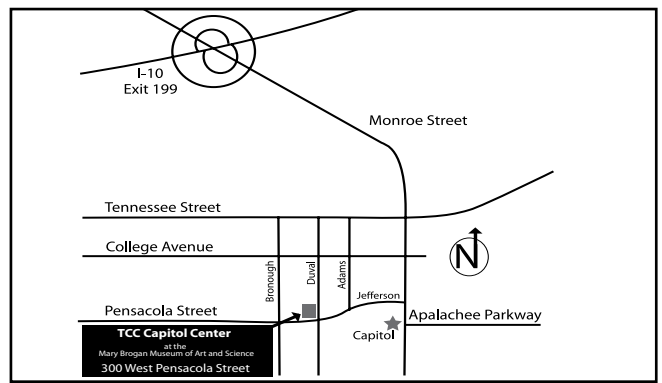 I-10
Exit 199
Monroe Street
Tennessee Street
College Avenue
N
Bronough
Duval
Adams
Jefferson
Pensacola Street
Apalachee Parkway
Capitol
TCC Capitol Center
at the
Mary Brogan Museum of Art and Science
300 West Pensacola Street